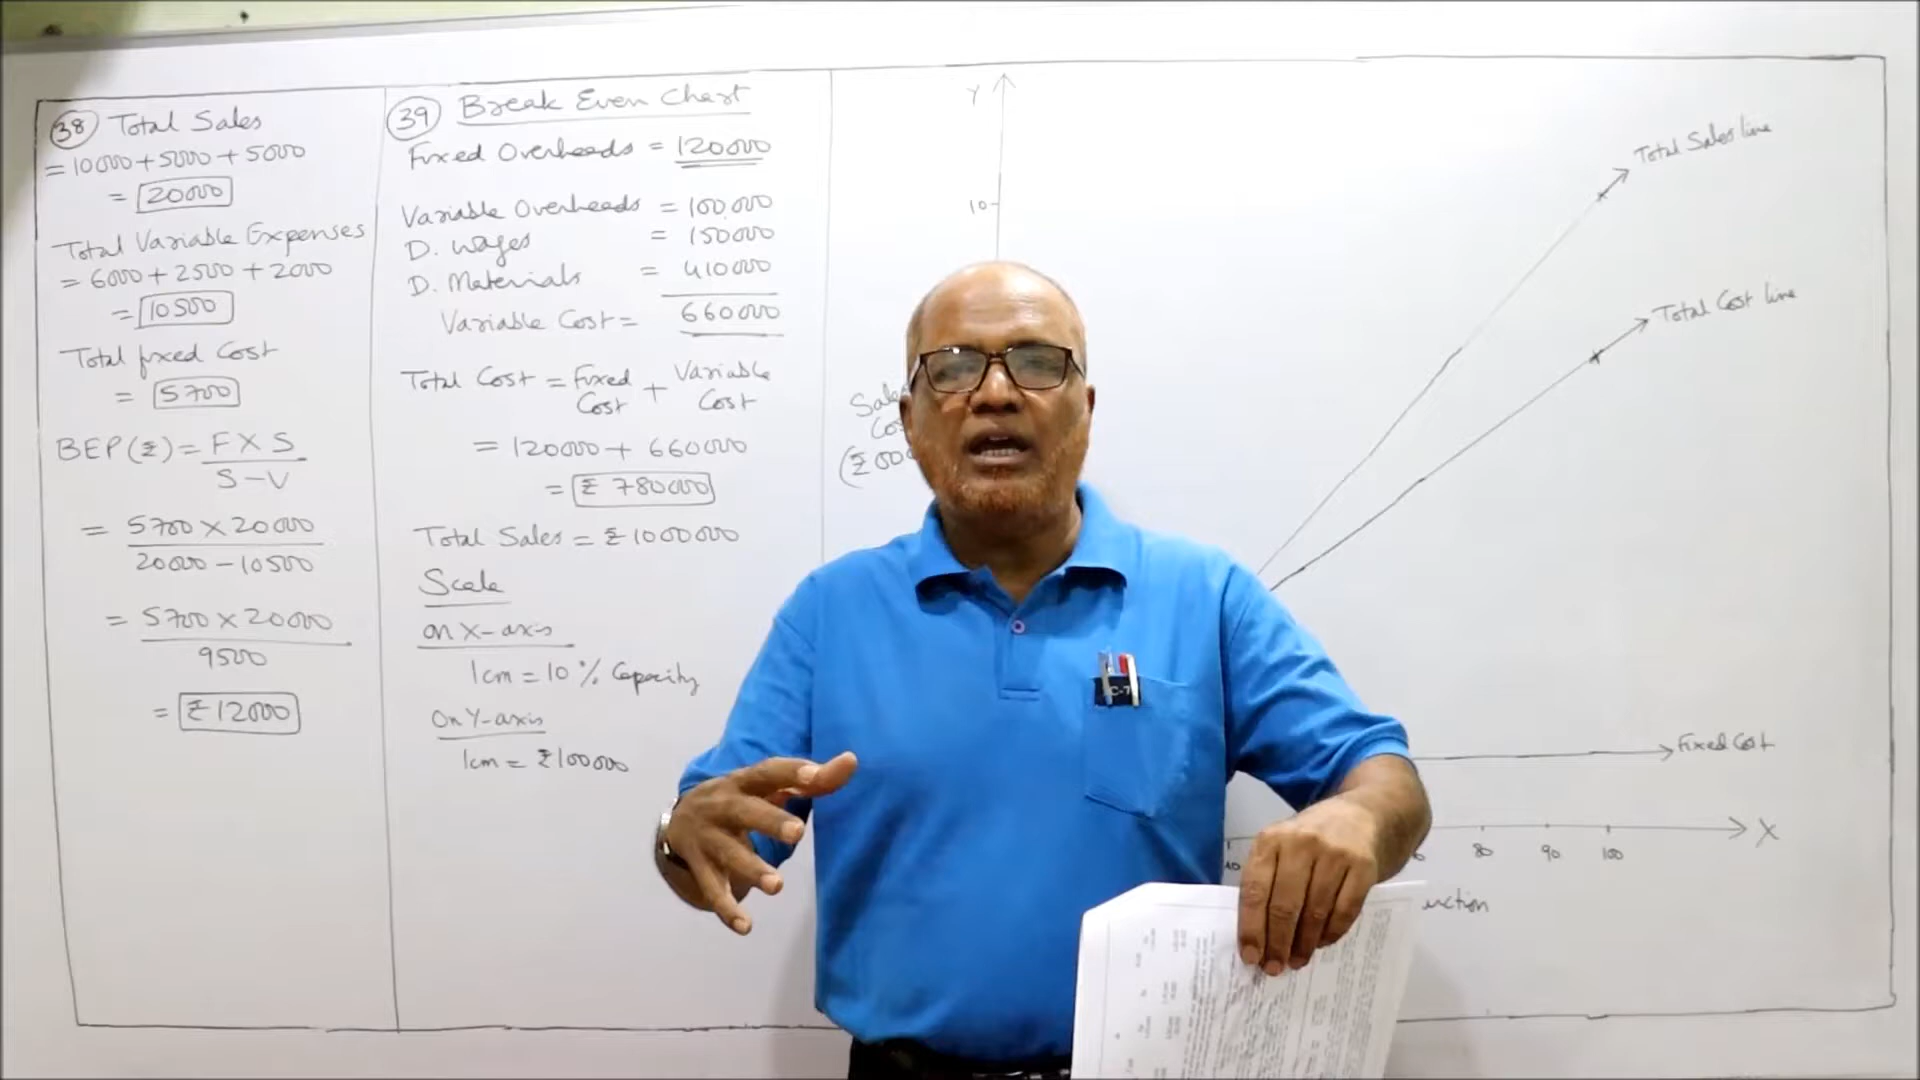 38 Total Sales
= 10000 + 5000 + 5000
= 20000
Total Variable Expenses
= 6000 + 2500 + 2000
= 10500
Total fixed Cost
= 5700
BEP (₹) = F X S
S - V
= 5700 X 20000
20000 - 10500
= 5700 X 20000
9500
= ₹ 12000
39 Break Even Chart
Fixed Overheads = 120000
Variable Overheads = 100000
D. wages = 150000
D. Materials = 410000
Variable Cost = 660000
Total Cost = Fixed Cost + Variable Cost
= 120000 + 660000
= ₹ 780000
Total Sales = ₹ 1000000
Scale
on X-axis
1cm = 10 % Capacity
On Y-axis
1cm = ₹100000
Y
10
Total Sales line
Total Cost line
Fixed Cost
X
80 90 100
C-7